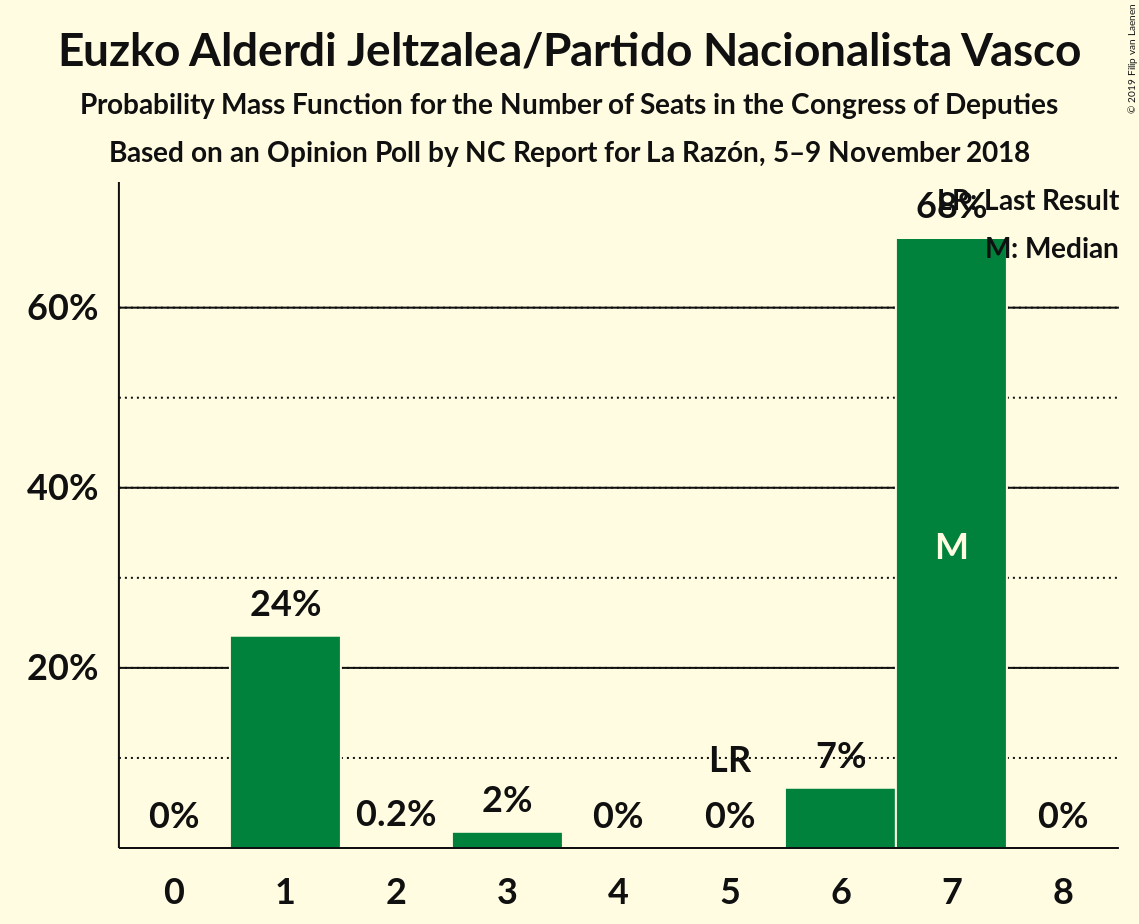 Euzko Alderdi Jeltzalea/Partido Nacionalista Vasco
Probability Mass Function for the Number of Seats in the Congress of Deputies
Based on an Opinion Poll by NC Report for La Razón, 5–9 November 2018
© 2019 Filip van Laenen
LR: Last Result
M: Median
60%
40%
20%
0%
24%
0.2%
2%
0%
LR
0%
7%
68%
M
0%
0 1 2 3 4 5 6 7 8